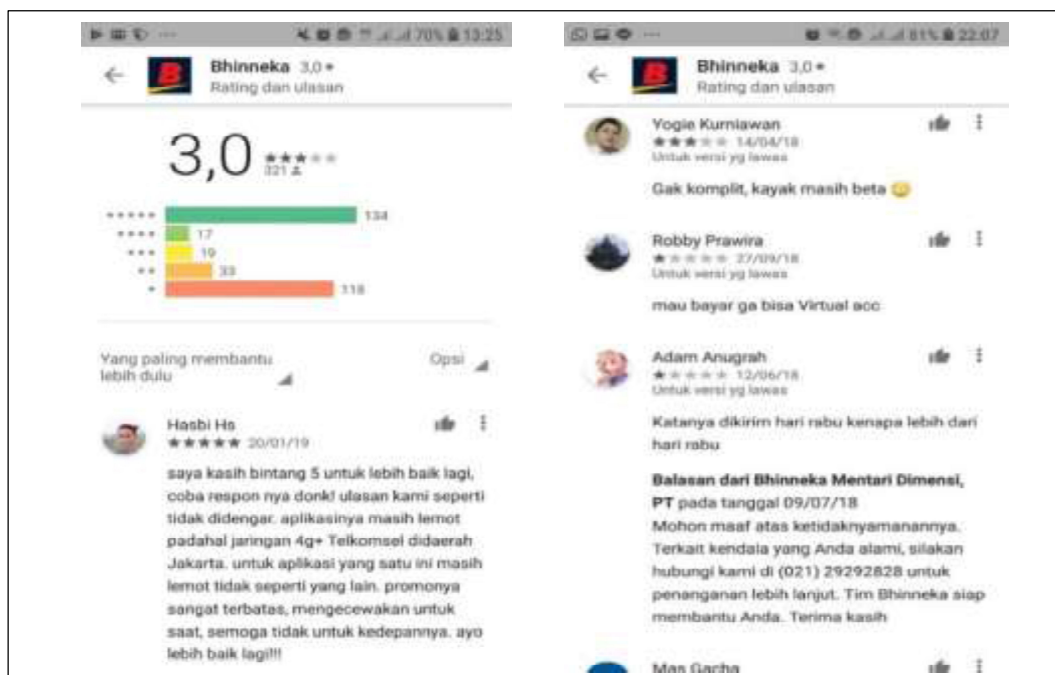 70% 13:25
Bhinneka 3,0★
Rating dan ulasan
3,0
321
134
17
19
33
118
Yang paling membantu
lebih dulu
Opsi
Hasbi Hs
★★★★★ 20/01/19
saya kasih bintang 5 untuk lebih baik lagi,
coba respon nya donk! ulasan kami seperti
tidak didengar. aplikasinya masih lemot
padahal jaringan 4g+ Telkomsel didaerah
Jakarta. untuk aplikasi yang satu ini masih
lemot tidak seperti yang lain. promonya
sangat terbatas, mengecewakan untuk
saat, semoga tidak untuk kedepannya. ayo
lebih baik lagi!!!
81% 22:07
Bhinneka 3,0★
Rating dan ulasan
Yogie Kurniawan
14/04/18
Untuk versi yg lawas
Gak komplit, kayak masih beta
Robby Prawira
27/09/18
Untuk versi yg lawas
mau bayar ga bisa Virtual acc
Adam Anugrah
12/06/18
Untuk versi yg lawas
Katanya dikirim hari rabu kenapa lebih dari
hari rabu
Balasan dari Bhinneka Mentari Dimensi,
PT pada tanggal 09/07/18
Mohon maaf atas ketidaknyamanannya.
Terkait kendala yang Anda alami, silakan
hubungi kami di (021) 29292828 untuk
penanganan lebih lanjut. Tim Bhinneka siap
membantu Anda. Terima kasih
Mas Gacha